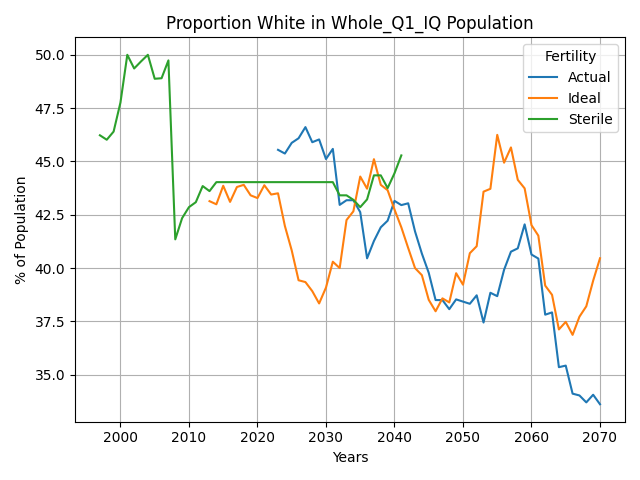 Proportion White in Whole_Q1_IQ Population
Fertility
Actual
Ideal
Sterile
% of Population
50.0
47.5
45.0
42.5
40.0
37.5
35.0
2000 2010 2020 2030 2040 2050 2060 2070
Years